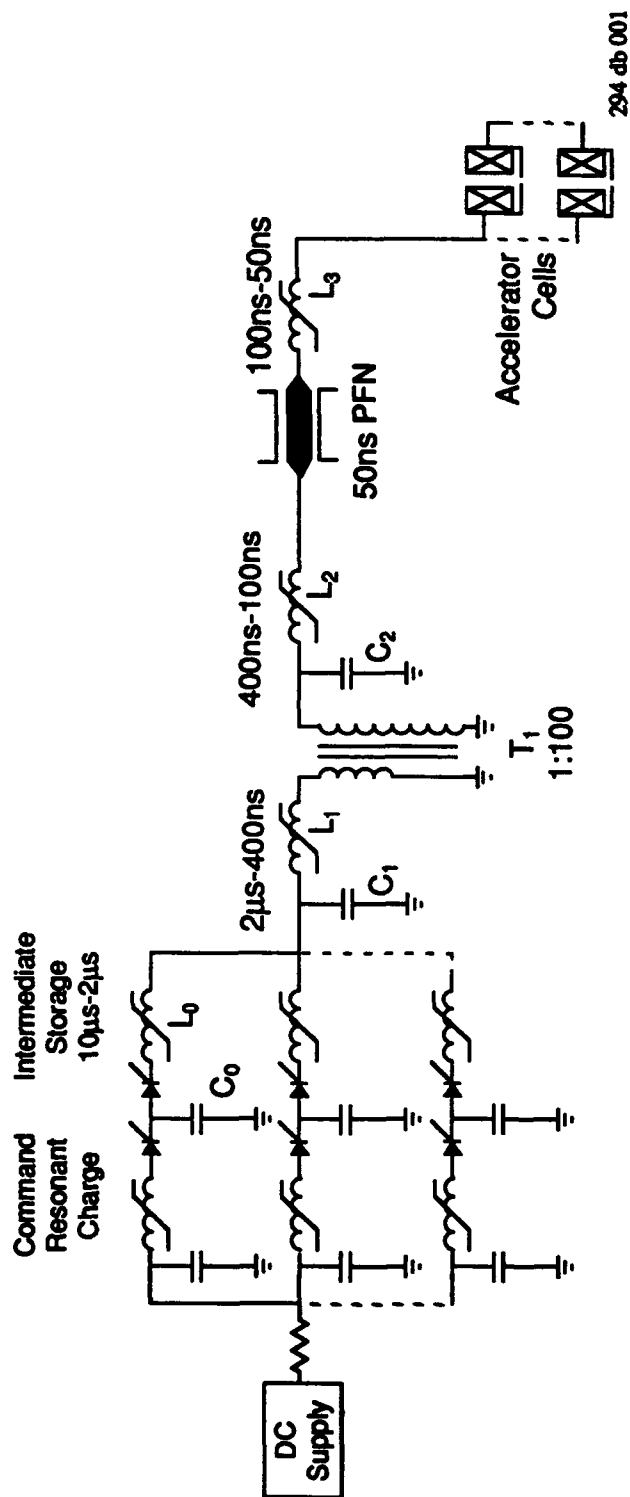 Command
Resonant
Charge
Intermediate
Storage
10µs-2µs
L0
C0
DC
Supply
2µs-400ns
L1
C1
T1
1:100
400ns-100ns
L2
C2
50ns PFN
100ns-50ns
L3
Accelerator
Cells
294 db 001